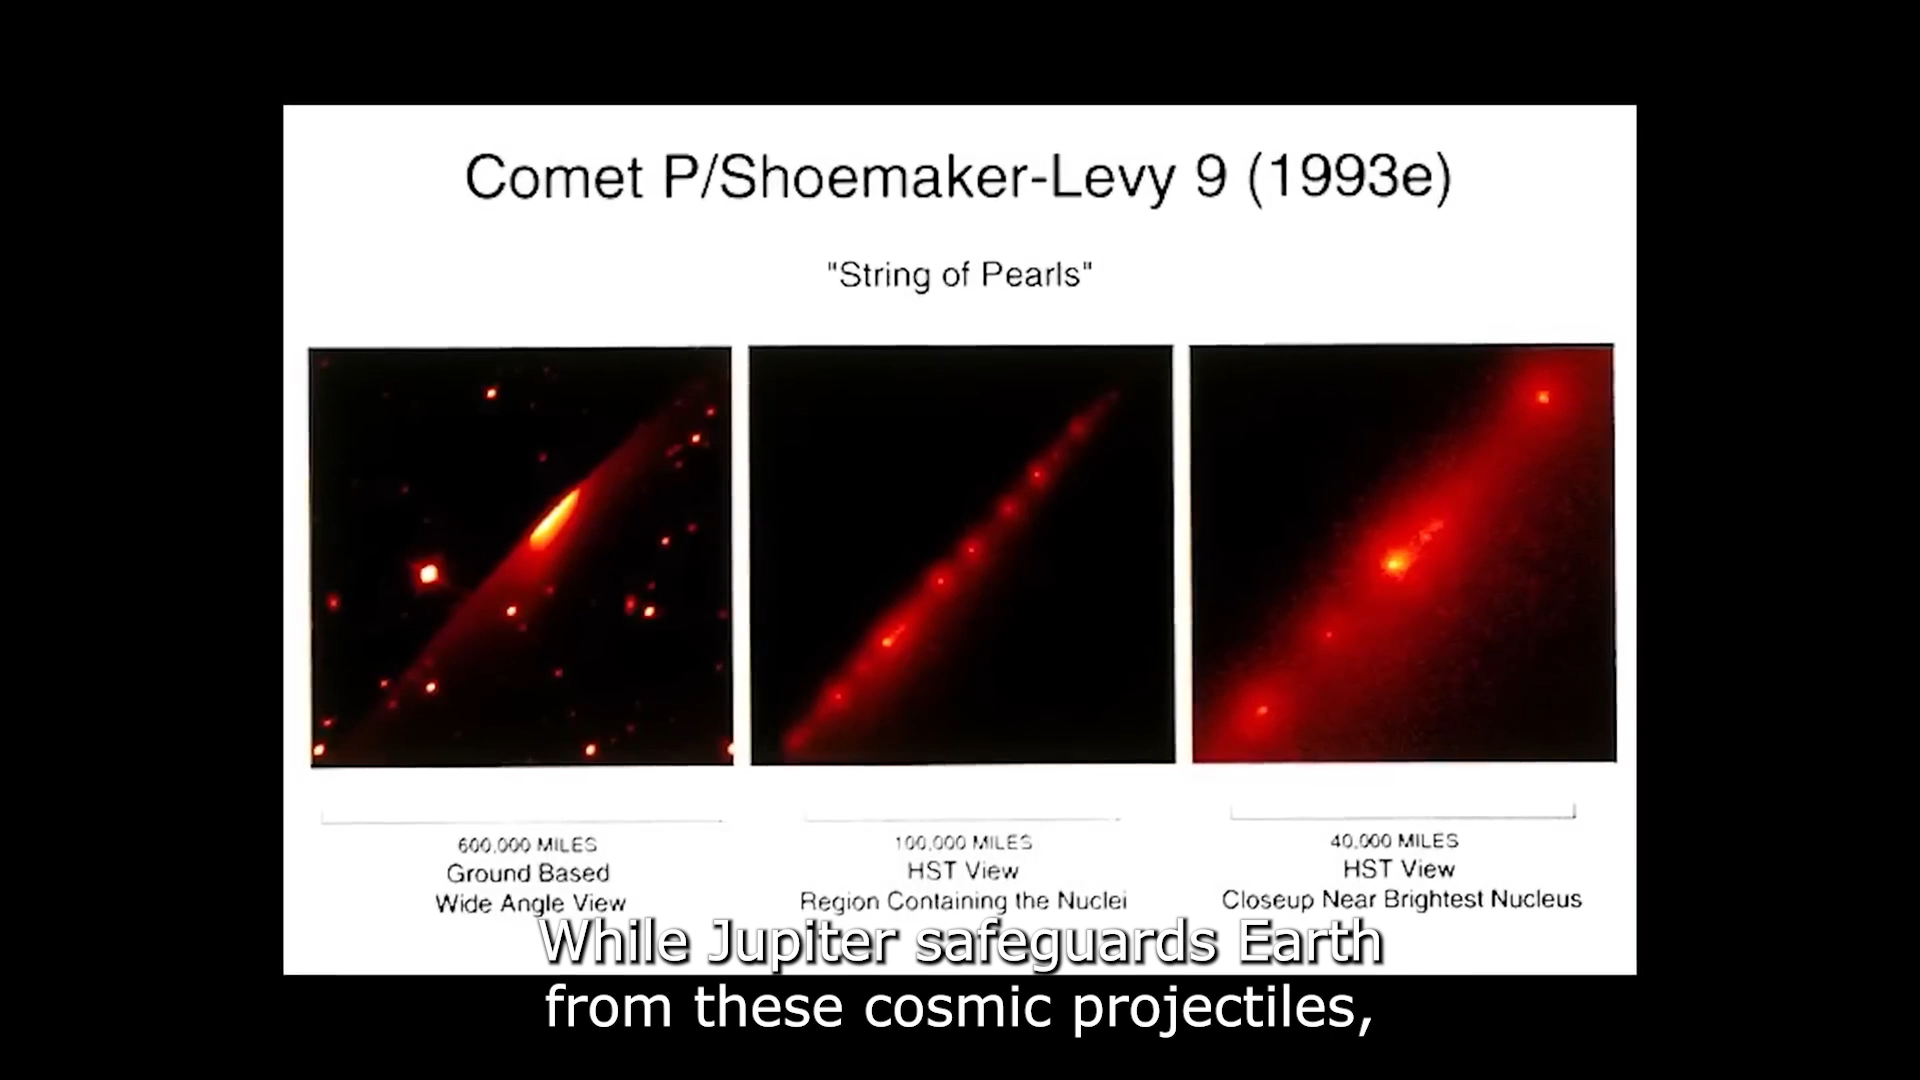 Comet P/Shoemaker-Levy 9 (1993e)
"String of Pearls"
600,000 MILES
Ground Based
Wide Angle View
100,000 MILES
HST View
Region Containing the Nuclei
40,000 MILES
HST View
Closeup Near Brightest Nucleus
While Jupiter safeguards Earth
from these cosmic projectiles,